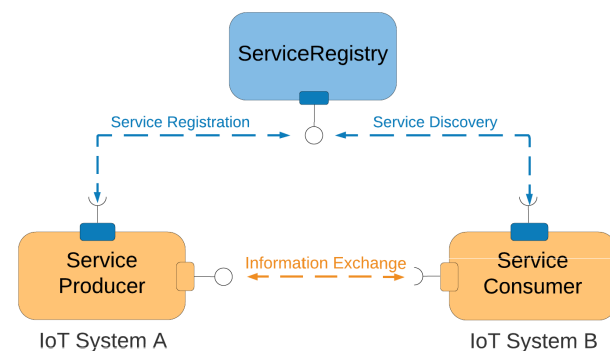 ServiceRegistry
Service Registration
Service Discovery
Service
Producer
Information Exchange
Service
Consumer
IoT System A
IoT System B